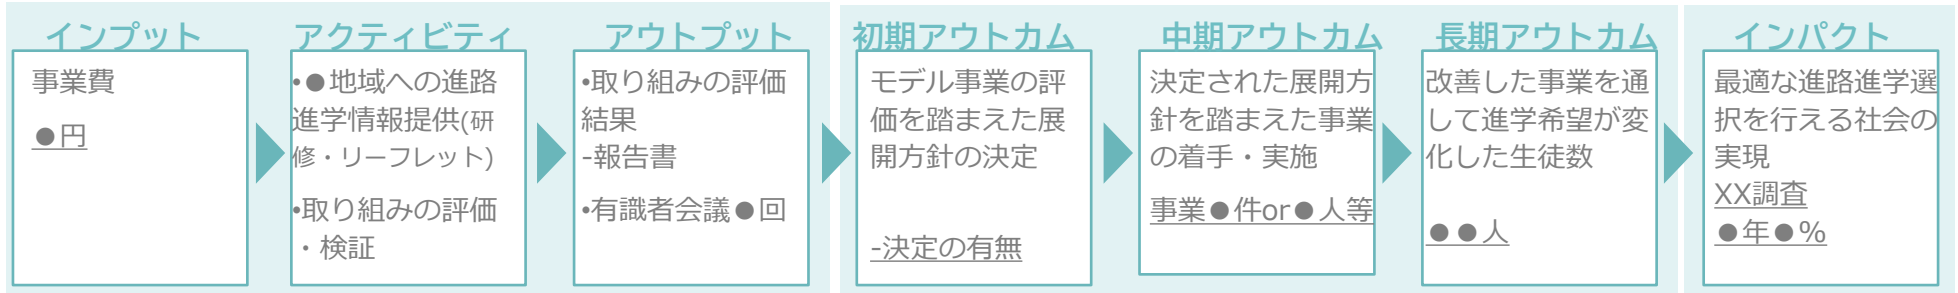 インプット
事業費
●円
アクティビティ
•●地域への進路
進学情報提供(研
修・リーフレット)
•取り組みの評価
・検証
アウトプット
•取り組みの評価
結果
-報告書
•有識者会議●回
初期アウトカム
モデル事業の評
価を踏まえた展
開方針の決定
-決定の有無
中期アウトカム
決定された展開方
針を踏まえた事業
の着手・実施
事業●件or●人等
長期アウトカム
改善した事業を通
して進学希望が変
化した生徒数
●●人
インパクト
最適な進路進学選
択を行える社会の
実現
XX調査
●年●%